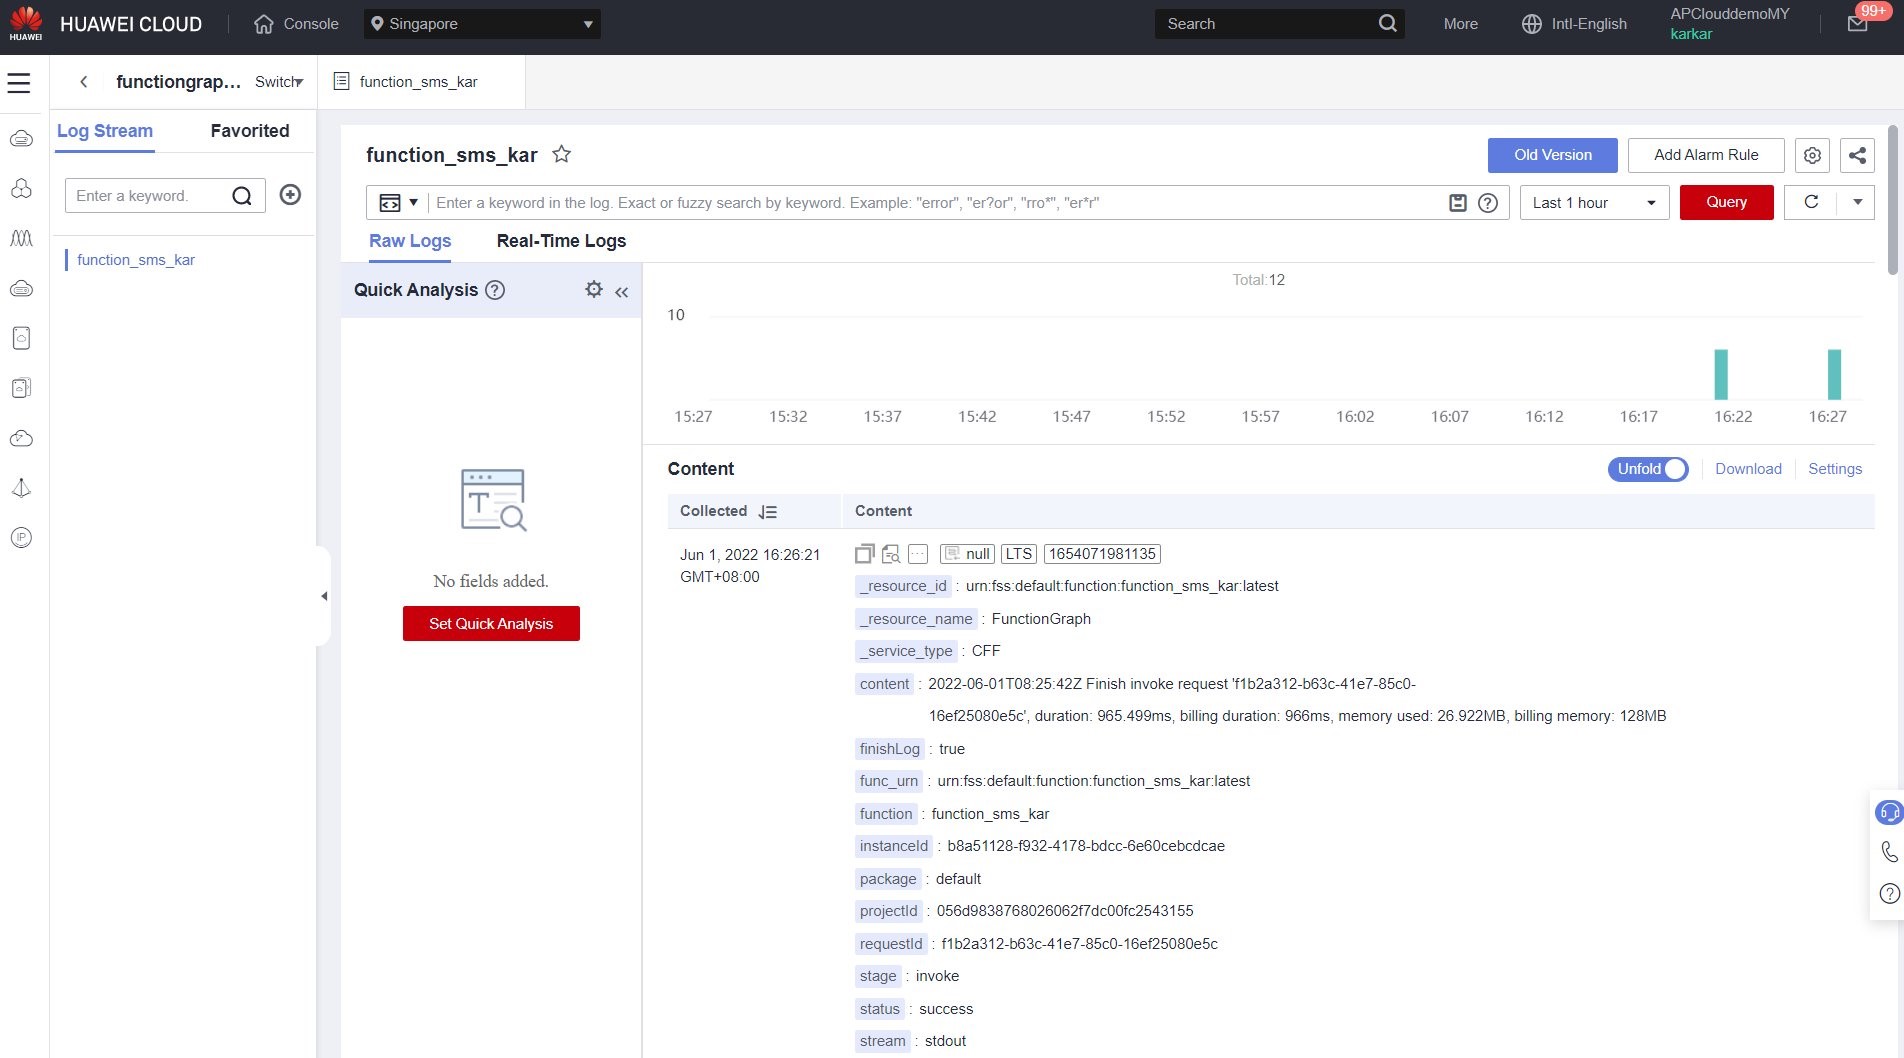 HUAWEI
HUAWEI CLOUD
Console
Singapore
Search
More
Intl-English
APClouddemoMY
karkar
99+
functiongrap...
Switch
function_sms_kar
Log Stream
Favorited
Enter a keyword.
function_sms_kar
function_sms_kar
Old Version
Add Alarm Rule
Enter a keyword in the log. Exact or fuzzy search by keyword. Example: "error", "er?or", "rro*", "er*r"
Last 1 hour
Query
Raw Logs
Real-Time Logs
Quick Analysis
No fields added.
Set Quick Analysis
Total:12
10
15:27 15:32 15:37 15:42 15:47 15:52 15:57 16:02 16:07 16:12 16:17 16:22 16:27
Content
Unfold
Download
Settings
Collected
Content
Jun 1, 2022 16:26:21
GMT+08:00
null LTS 1654071981135
_resource_id : urn:fss:default:function:function_sms_kar:latest
_resource_name : FunctionGraph
_service_type : CFF
content : 2022-06-01T08:25:42Z Finish invoke request 'f1b2a312-b63c-41e7-85c0-
16ef25080e5c', duration: 965.499ms, billing duration: 966ms, memory used: 26.922MB, billing memory: 128MB
finishLog : true
func_urn : urn:fss:default:function:function_sms_kar:latest
function : function_sms_kar
instanceId : b8a51128-f932-4178-bdcc-6e60cebcdcae
package : default
projectId : 056d9838768026062f7dc00fc2543155
requestId : f1b2a312-b63c-41e7-85c0-16ef25080e5c
stage : invoke
status : success
stream : stdout
IP